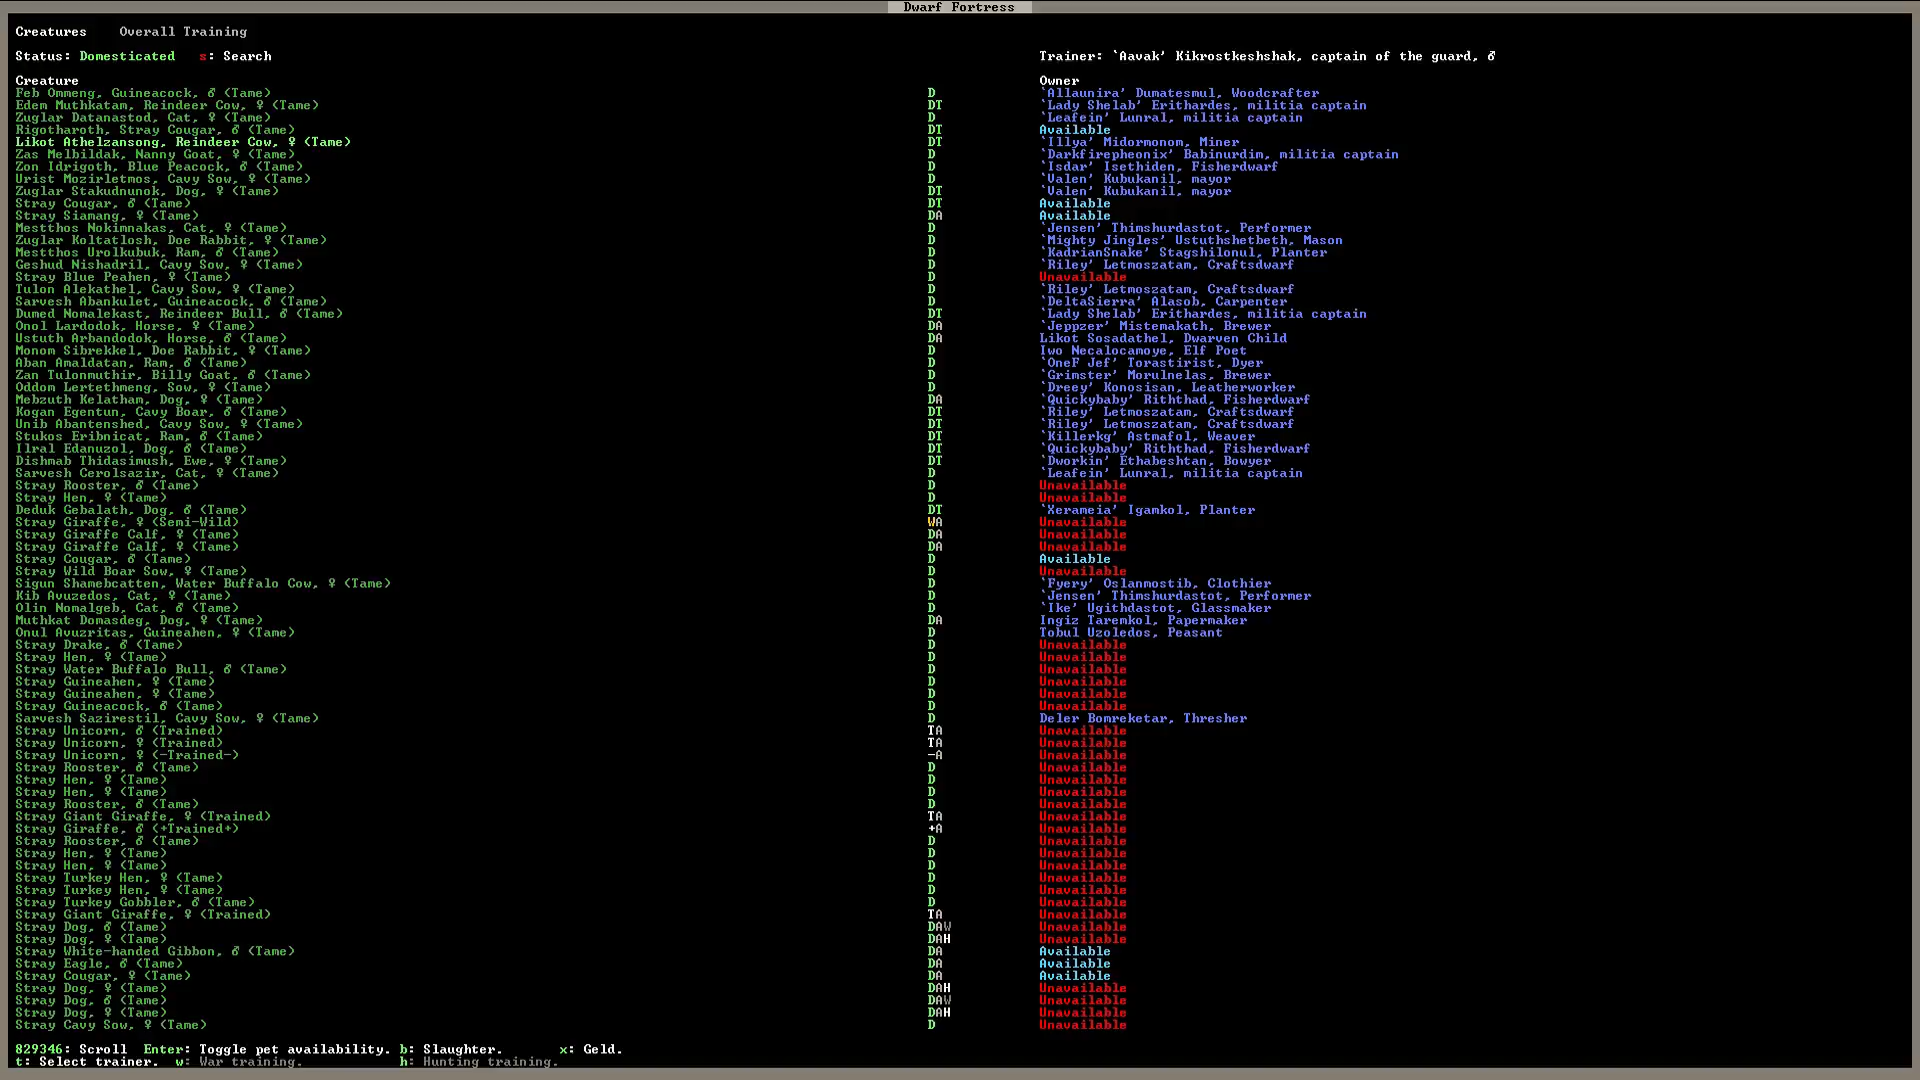 Dwarf Fortress
Creatures Overall Training
Status: Domesticated s: Search Trainer: `Aavak' Kikrostkeshshak, captain of the guard, ♂
Creature Owner
Feb Ommeng, Guineacock, ♂ (Tame) D `Allaunira' Dumatesmul, Woodcrafter
Edem Muthkatam, Reindeer Cow, ♀ (Tame) DT `Lady Shelab' Erithardes, militia captain
Zuglar Datanastod, Cat, ♀ (Tame) D `Leafein' Lunral, militia captain
Rigotharoth, Stray Cougar, ♂ (Tame) DT Available
Likot Athelzansong, Reindeer Cow, ♀ (Tame) DT `Illya' Midormonom, Miner
Zas Melbildak, Nanny Goat, ♀ (Tame) D `Darkfirepheonix' Babinurdim, militia captain
Zon Idrigoth, Blue Peacock, ♂ (Tame) D `Isdar' Isethiden, Fisherdwarf
Urist Mozirletmos, Cavy Sow, ♀ (Tame) D `Valen' Kubukanil, mayor
Zuglar Stakudnunok, Dog, ♀ (Tame) DT `Valen' Kubukanil, mayor
Stray Cougar, ♂ (Tame) DT Available
Stray Siamang, ♀ (Tame) DA Available
Mestthos Nokimnakas, Cat, ♀ (Tame) D `Jensen' Thimshurdastot, Performer
Zuglar Koltatlosh, Doe Rabbit, ♀ (Tame) D `Mighty Jingles' Ustuthshetbeth, Mason
Mestthos Urolkubuk, Ram, ♂ (Tame) D `KadrianSnake' Stagshilonul, Planter
Geshud Nishadril, Cavy Sow, ♀ (Tame) D `Riley' Letmoszatam, Craftsdwarf
Stray Blue Peahen, ♀ (Tame) D Unavailable
Tulon Alekathel, Cavy Sow, ♀ (Tame) D `Riley' Letmoszatam, Craftsdwarf
Sarvesh Abankulet, Guineacock, ♂ (Tame) D `DeltaSierra' Alasob, Carpenter
Dumed Nomalekast, Reindeer Bull, ♂ (Tame) DT `Lady Shelab' Erithardes, militia captain
Onol Lardodok, Horse, ♀ (Tame) DA `Jeppzer' Mistemakath, Brewer
Ustuth Arbandodok, Horse, ♂ (Tame) DA Likot Sosadathel, Dwarven Child
Monom Sibrekkel, Doe Rabbit, ♀ (Tame) D Iwo Necalocamoye, Elf Poet
Aban Amaldatan, Ram, ♂ (Tame) D `OneF Jef' Torastirist, Dyer
Zan Tulonmuthir, Billy Goat, ♂ (Tame) D `Grimster' Morulnelas, Brewer
Oddom Lertethmeng, Sow, ♀ (Tame) D `Dreey' Konosisan, Leatherworker
Mebzuth Kelatham, Dog, ♀ (Tame) DA `Quickybaby' Riththad, Fisherdwarf
Kogan Egentun, Cavy Boar, ♂ (Tame) DT `Riley' Letmoszatam, Craftsdwarf
Unib Abantenshed, Cavy Sow, ♀ (Tame) DT `Riley' Letmoszatam, Craftsdwarf
Stukos Eribnicat, Ram, ♂ (Tame) DT `Killerkg' Astmafol, Weaver
Ilral Edanuzol, Dog, ♂ (Tame) DT `Quickybaby' Riththad, Fisherdwarf
Dishmab Thidasimush, Ewe, ♀ (Tame) DT `Dworkin' Ethabeshtan, Bowyer
Sarvesh Cerolsazir, Cat, ♀ (Tame) D `Leafein' Lunral, militia captain
Stray Rooster, ♂ (Tame) D Unavailable
Stray Hen, ♀ (Tame) D Unavailable
Deduk Gebalath, Dog, ♂ (Tame) DT `Xerameia' Igamkol, Planter
Stray Giraffe, ♀ (Semi-Wild) WA Unavailable
Stray Giraffe Calf, ♀ (Tame) DA Unavailable
Stray Giraffe Calf, ♀ (Tame) DA Unavailable
Stray Cougar, ♂ (Tame) D Available
Stray Wild Boar Sow, ♀ (Tame) D Unavailable
Sigun Shamebcatten, Water Buffalo Cow, ♀ (Tame) D `Fyery' Oslanmostib, Clothier
Kib Avuzedos, Cat, ♀ (Tame) D `Jensen' Thimshurdastot, Performer
Olin Nomalgeb, Cat, ♂ (Tame) D `Ike' Ugithdastot, Glassmaker
Muthkat Domasdeg, Dog, ♀ (Tame) DA Ingiz Taremkol, Papermaker
Onul Avuzritas, Guineahen, ♀ (Tame) D Tobul Uzoledos, Peasant
Stray Drake, ♂ (Tame) D Unavailable
Stray Hen, ♀ (Tame) D Unavailable
Stray Water Buffalo Bull, ♂ (Tame) D Unavailable
Stray Guineahen, ♀ (Tame) D Unavailable
Stray Guineahen, ♀ (Tame) D Unavailable
Stray Guineacock, ♂ (Tame) D Unavailable
Sarvesh Sazirestil, Cavy Sow, ♀ (Tame) D Deler Bomreketar, Thresher
Stray Unicorn, ♂ (Trained) TA Unavailable
Stray Unicorn, ♀ (Trained) TA Unavailable
Stray Unicorn, ♀ (-Trained-) -A Unavailable
Stray Rooster, ♂ (Tame) D Unavailable
Stray Hen, ♀ (Tame) D Unavailable
Stray Hen, ♀ (Tame) D Unavailable
Stray Rooster, ♂ (Tame) D Unavailable
Stray Giant Giraffe, ♀ (Trained) TA Unavailable
Stray Giraffe, ♂ (+Trained+) +A Unavailable
Stray Rooster, ♂ (Tame) D Unavailable
Stray Hen, ♀ (Tame) D Unavailable
Stray Hen, ♀ (Tame) D Unavailable
Stray Turkey Hen, ♀ (Tame) D Unavailable
Stray Turkey Hen, ♀ (Tame) D Unavailable
Stray Turkey Gobbler, ♂ (Tame) D Unavailable
Stray Giant Giraffe, ♀ (Trained) TA Unavailable
Stray Dog, ♂ (Tame) DAW Unavailable
Stray Dog, ♀ (Tame) DAH Unavailable
Stray White-handed Gibbon, ♂ (Tame) DA Available
Stray Eagle, ♂ (Tame) DA Available
Stray Cougar, ♀ (Tame) DA Available
Stray Dog, ♀ (Tame) DAH Unavailable
Stray Dog, ♂ (Tame) DAW Unavailable
Stray Dog, ♀ (Tame) DAH Unavailable
Stray Cavy Sow, ♀ (Tame) D Unavailable
829346: Scroll Enter: Toggle pet availability. b: Slaughter. x: Geld.
t: Select trainer. w: War training. h: Hunting training.